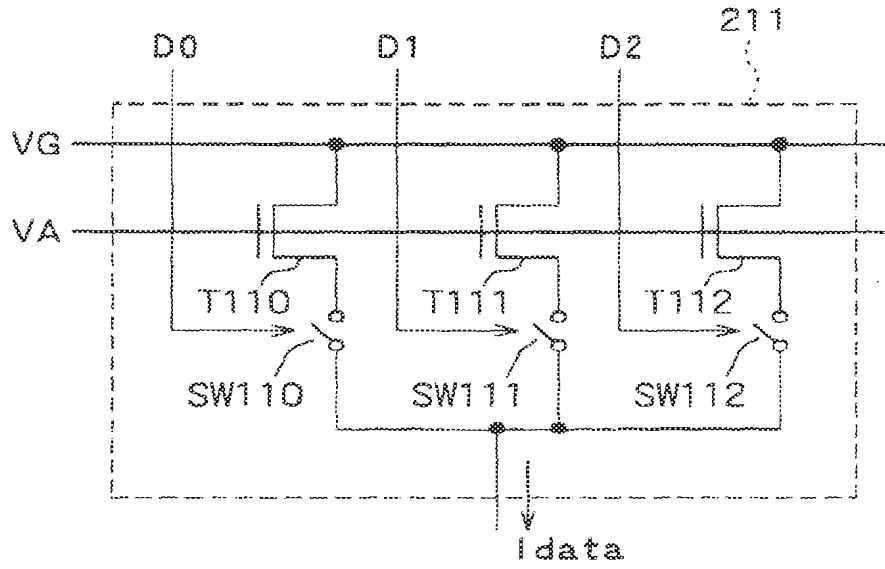 211
D0 D1 D2
VG
VA
T110 T111 T112
SW110 SW111 SW112
Idata